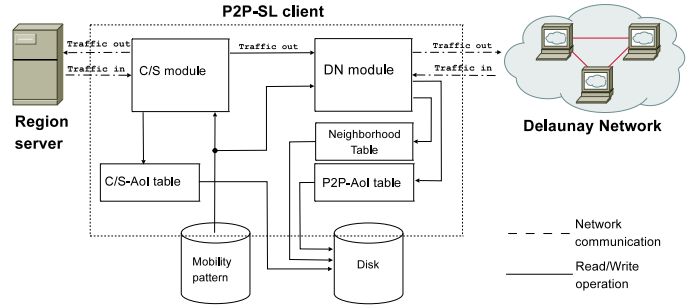 P2P-SL client
Traffic out
Traffic in
C/S module
Traffic out
DN module
Traffic out
Traffic in
Region
server
Delaunay Network
Neighborhood
Table
C/S-AoI table
P2P-AoI table
Mobility
pattern
Disk
Network
communication
Read/Write
operation